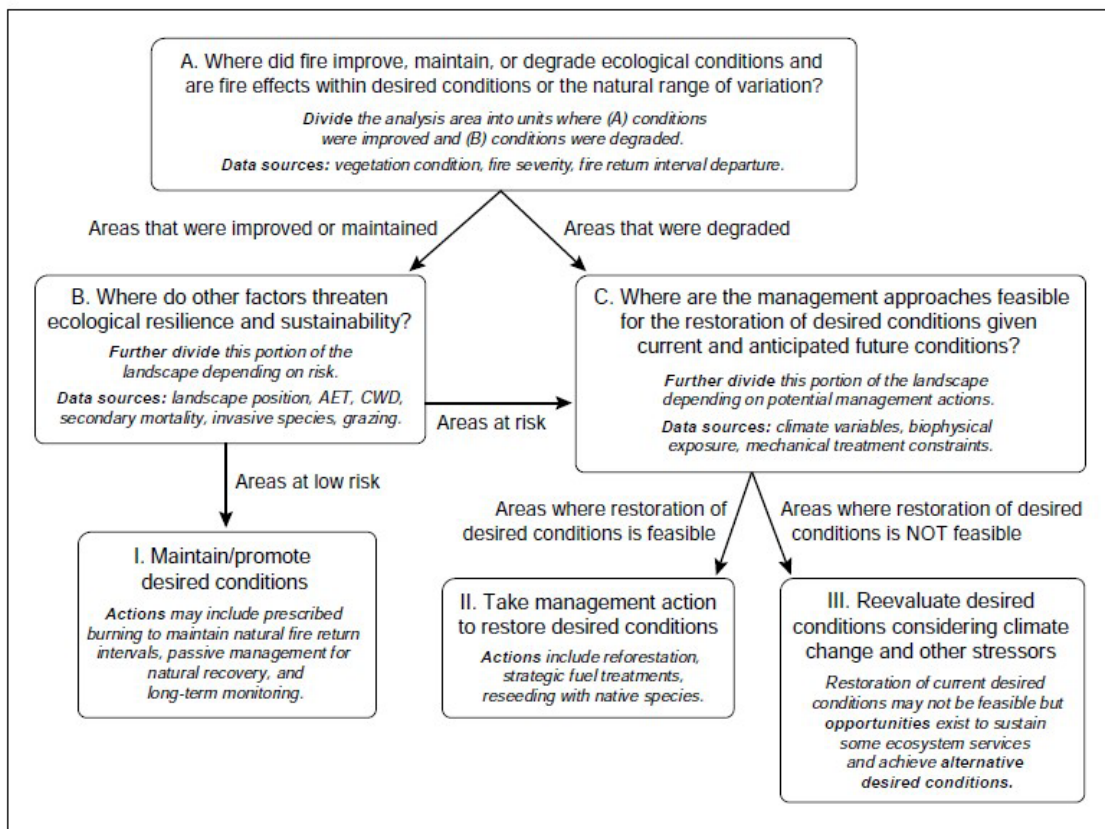 A. Where did fire improve, maintain, or degrade ecological conditions and
are fire effects within desired conditions or the natural range of variation?
Divide the analysis area into units where (A) conditions
were improved and (B) conditions were degraded.
Data sources: vegetation condition, fire severity, fire return interval departure.
Areas that were improved or maintained
Areas that were degraded
B. Where do other factors threaten
ecological resilience and sustainability?
Further divide this portion of the
landscape depending on risk.
Data sources: landscape position, AET, CWD,
secondary mortality, invasive species, grazing.
Areas at risk
C. Where are the management approaches feasible
for the restoration of desired conditions given
current and anticipated future conditions?
Further divide this portion of the landscape
depending on potential management actions.
Data sources: climate variables, biophysical
exposure, mechanical treatment constraints.
Areas at low risk
Areas where restoration of
desired conditions is feasible
Areas where restoration of desired
conditions is NOT feasible
I. Maintain/promote
desired conditions
Actions may include prescribed
burning to maintain natural fire return
intervals, passive management for
natural recovery, and
long-term monitoring.
II. Take management action
to restore desired conditions
Actions include reforestation,
strategic fuel treatments,
reseeding with native species.
III. Reevaluate desired
conditions considering climate
change and other stressors
Restoration of current desired
conditions may not be feasible but
opportunities exist to sustain
some ecosystem services
and achieve alternative
desired conditions.